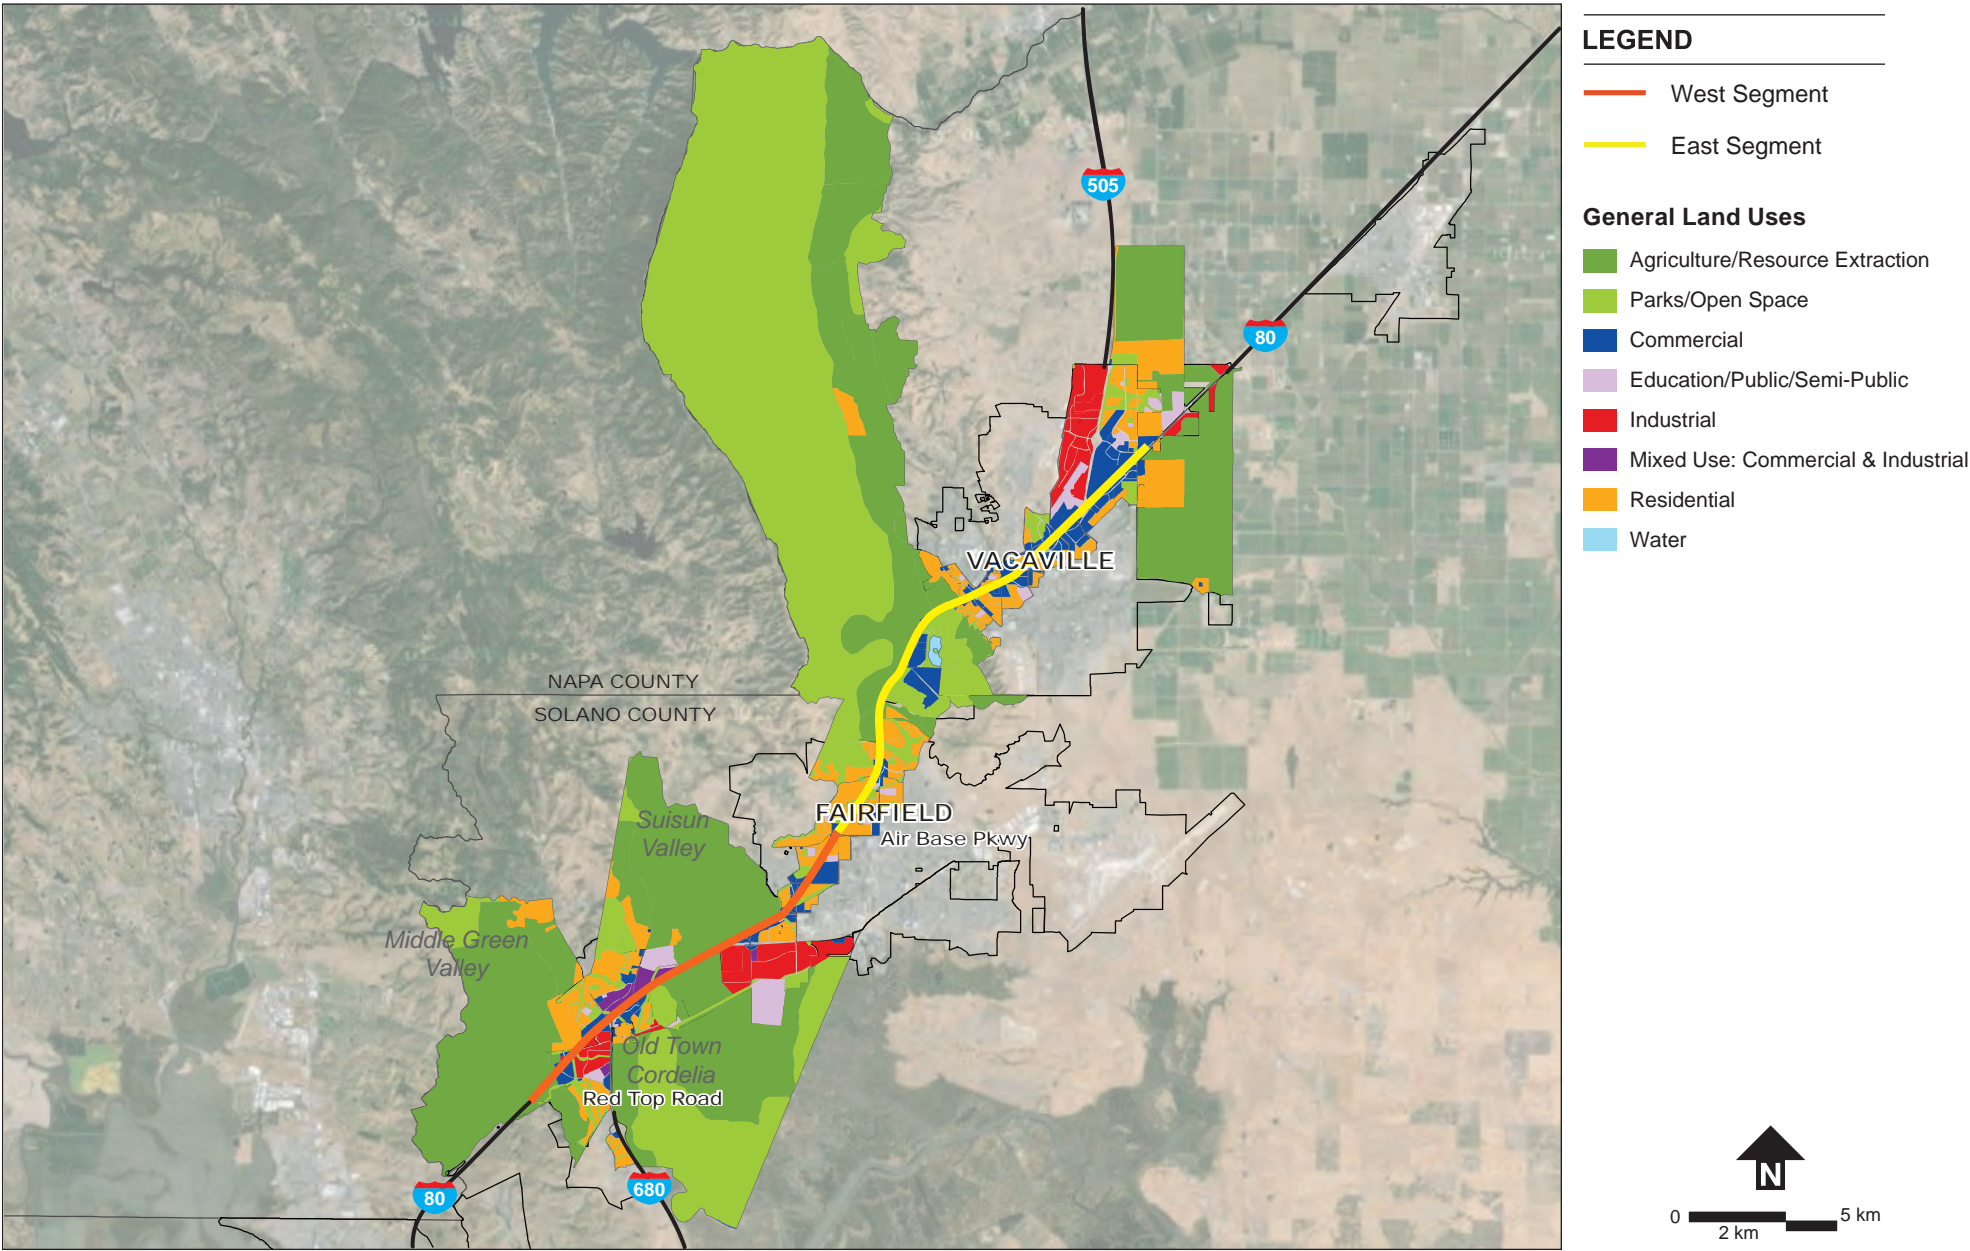 505
80
VACAVILLE
NAPA COUNTY
SOLANO COUNTY
FAIRFIELD
Air Base Pkwy
Suisun
Valley
Middle Green
Valley
Old Town
Cordelia
Red Top Road
80
680
LEGEND
West Segment
East Segment
General Land Uses
Agriculture/Resource Extraction
Parks/Open Space
Commercial
Education/Public/Semi-Public
Industrial
Mixed Use: Commercial & Industrial
Residential
Water
N
0
5 km
2 km